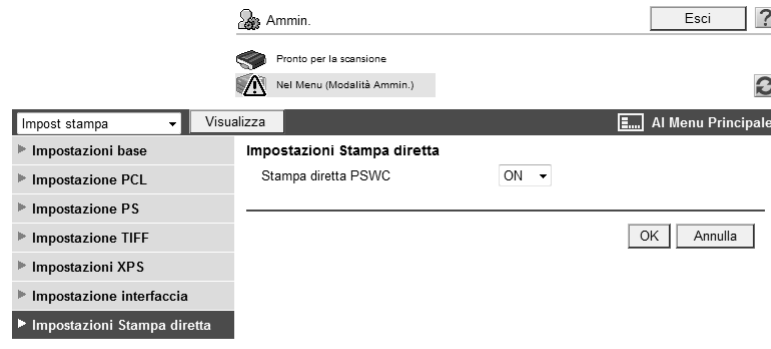 Ammin.
Esci
?
Pronto per la scansione
Nel Menu (Modalità Ammin.)
Impost stampa
Visualizza
Al Menu Principale
Impostazioni base
Impostazione PCL
Impostazione PS
Impostazione TIFF
Impostazioni XPS
Impostazione interfaccia
Impostazioni Stampa diretta
Impostazioni Stampa diretta
Stampa diretta PSWC ON
OK Annulla